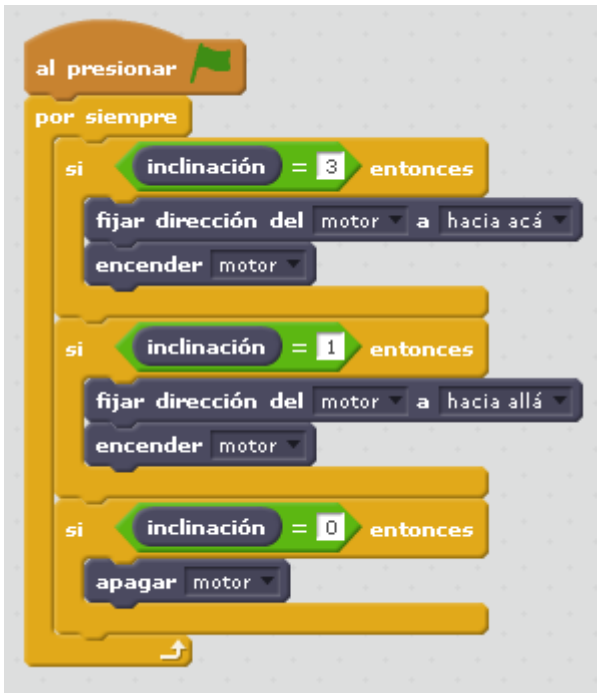 al presionar
por siempre
si inclinación = 3 entonces
fijar dirección del motor a hacia acá
encender motor
si inclinación = 1 entonces
fijar dirección del motor a hacia allá
encender motor
si inclinación = 0 entonces
apagar motor